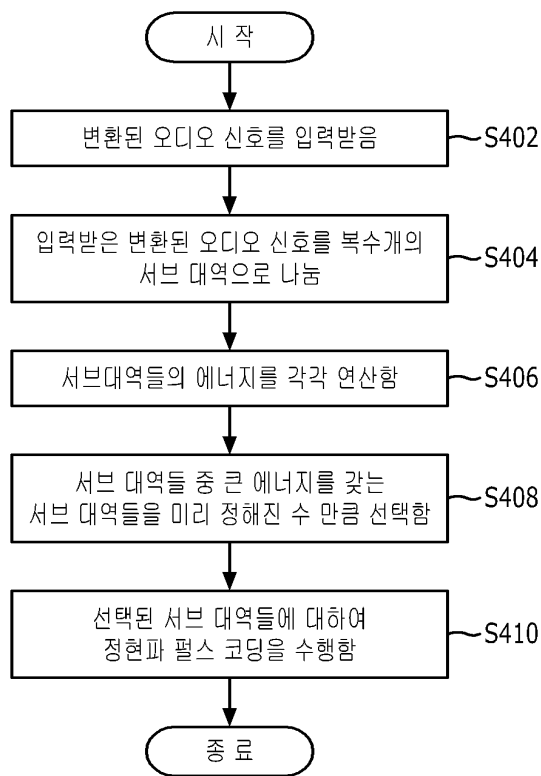 시 작
변환된 오디오 신호를 입력받음
S402
입력받은 변환된 오디오 신호를 복수개의
서브 대역으로 나눔
S404
서브대역들의 에너지를 각각 연산함
S406
서브 대역들 중 큰 에너지를 갖는
서브 대역들을 미리 정해진 수 만큼 선택함
S408
선택된 서브 대역들에 대하여
정현파 펄스 코딩을 수행함
S410
종 료